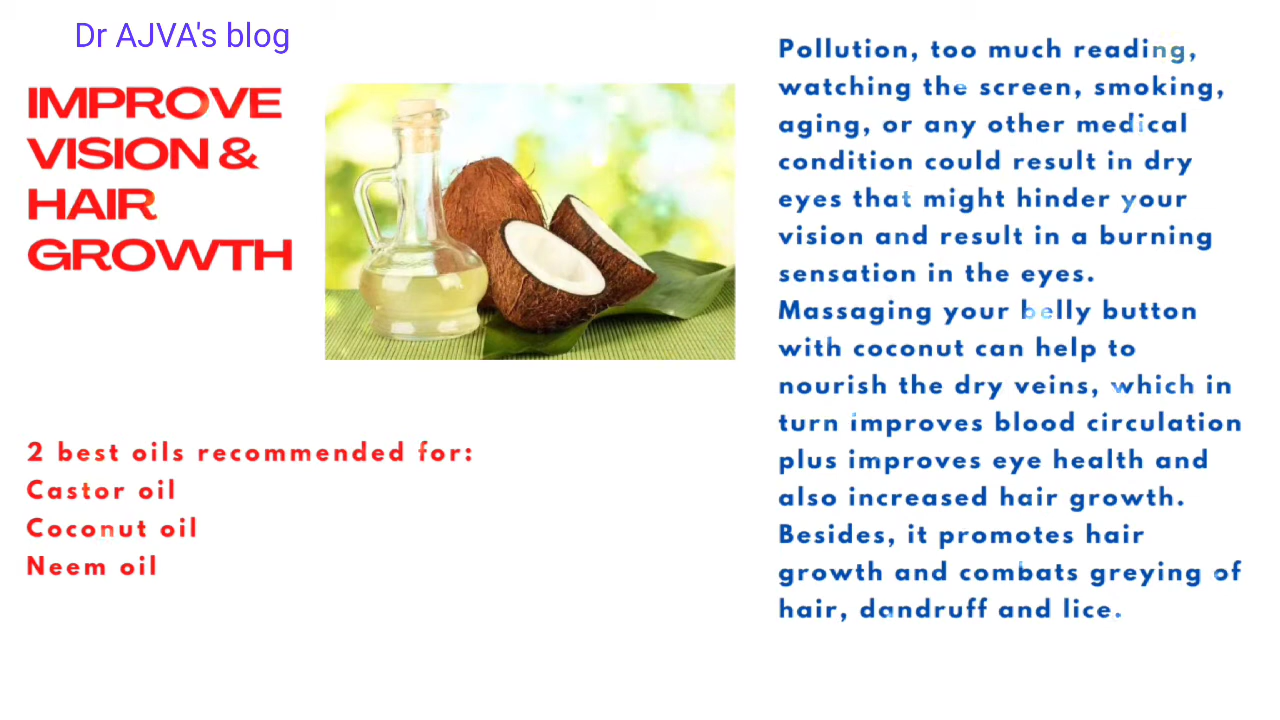 Dr AJVA's blog
IMPROVE
VISION &
HAIR
GROWTH
2 best oils recommended for:
Castor oil
Coconut oil
Neem oil
Pollution, too much reading,
watching the screen, smoking,
aging, or any other medical
condition could result in dry
eyes that might hinder your
vision and result in a burning
sensation in the eyes.
Massaging your belly button
with coconut can help to
nourish the dry veins, which in
turn improves blood circulation
plus improves eye health and
also increased hair growth.
Besides, it promotes hair
growth and combats greying of
hair, dandruff and lice.